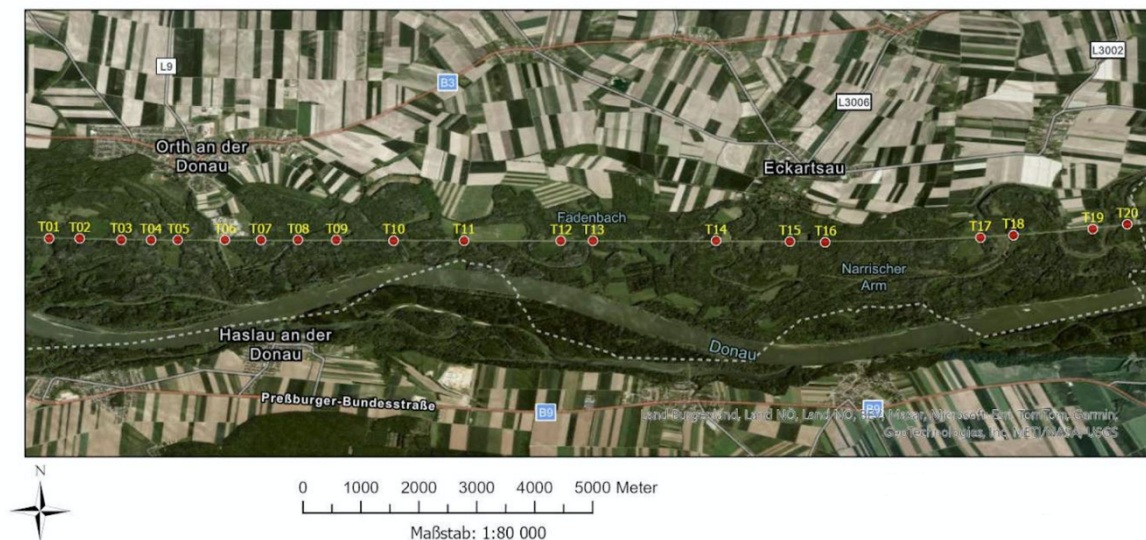 L9
L3002
B3
L3006
Orth an der
Donau
Eckartsau
Fadenbach
T01 T02 T03 T04 T05 T06 T07 T08 T09 T10 T11 T12 T13 T14 T15 T16 T17 T18 T19 T20
Narrischer
Arm
Haslau an der
Donau
Donau
Preßburger-Bundesstraße
B9
B9
Land Burgenland, Land NÖ, Land NÖ, Maxar, Microsoft, Esri, TomTom, Garmin,
GeoTechnologies, Inc, METI/NASA, USGS
N
0 1000 2000 3000 4000 5000 Meter
Maßstab: 1:80 000